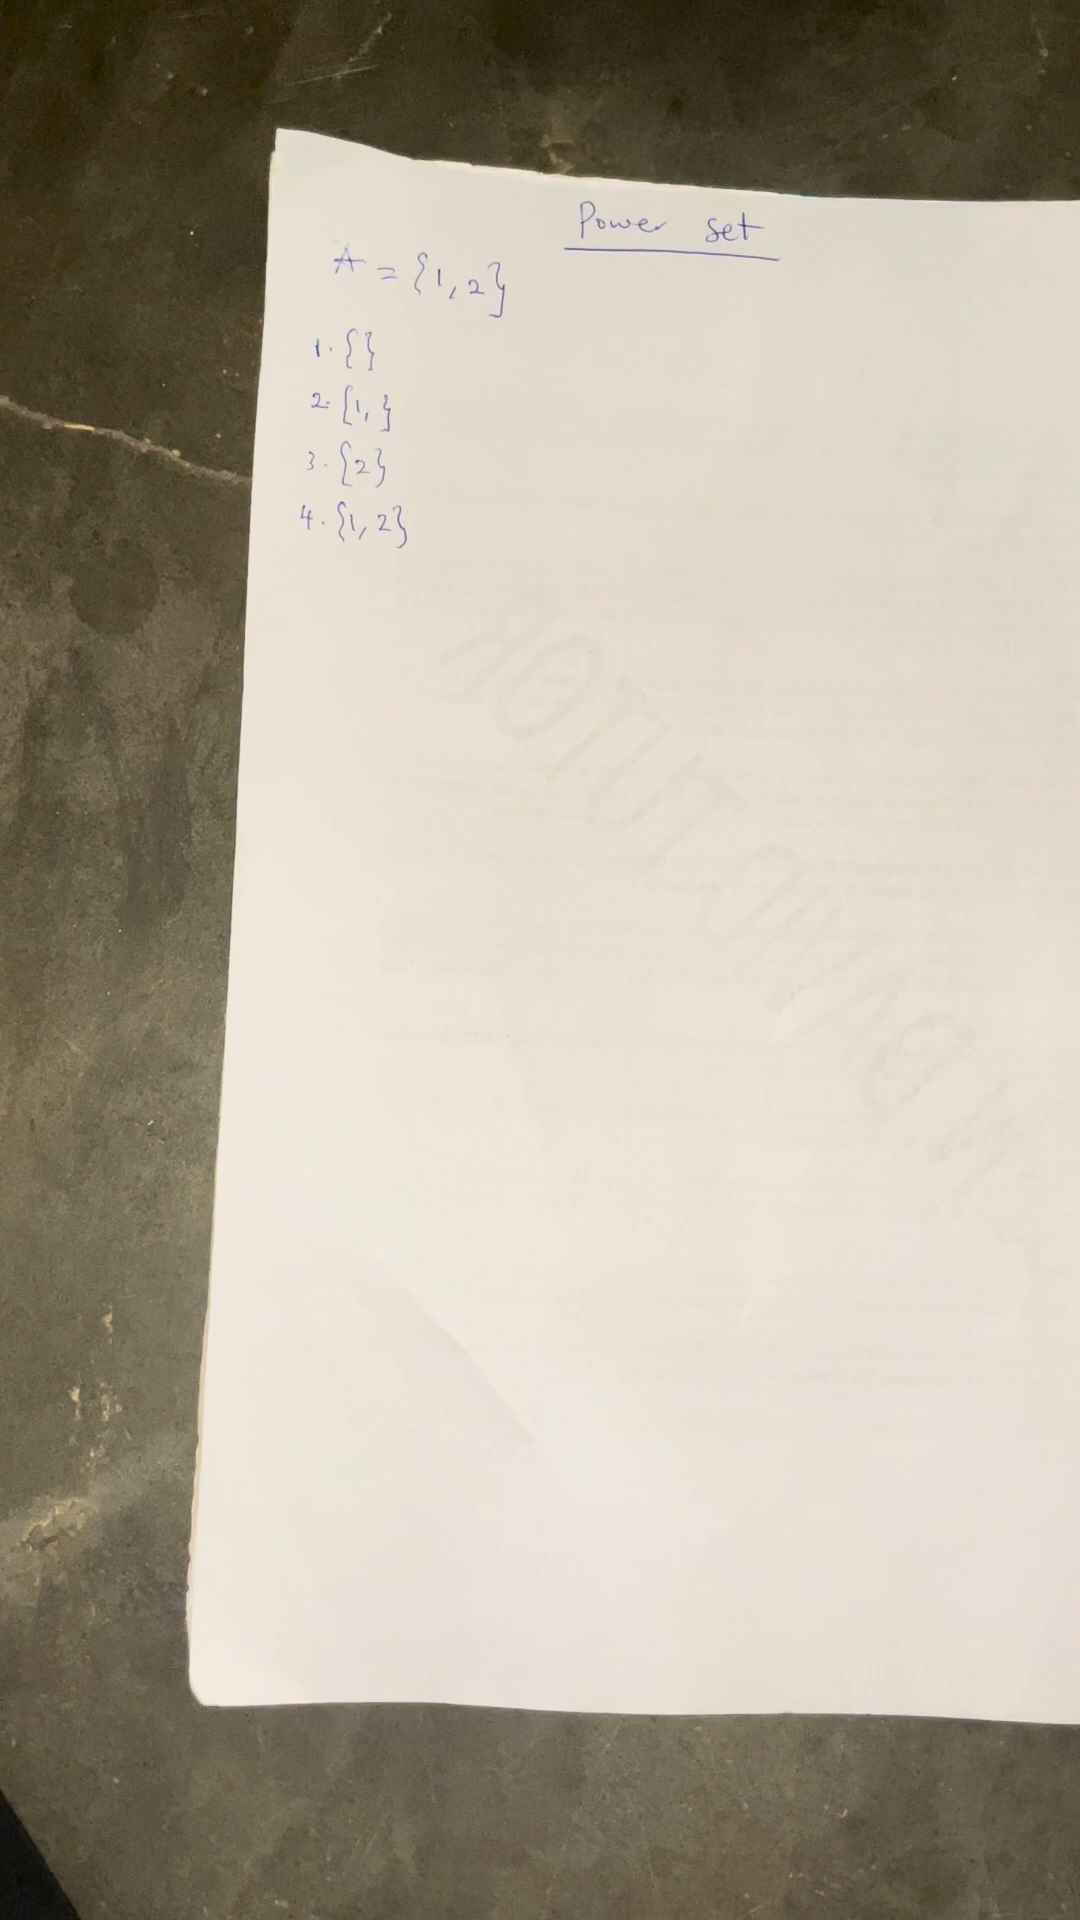 Power set
A = {1, 2}
1. {}
2. {1, }
3. {2}
4. {1, 2}